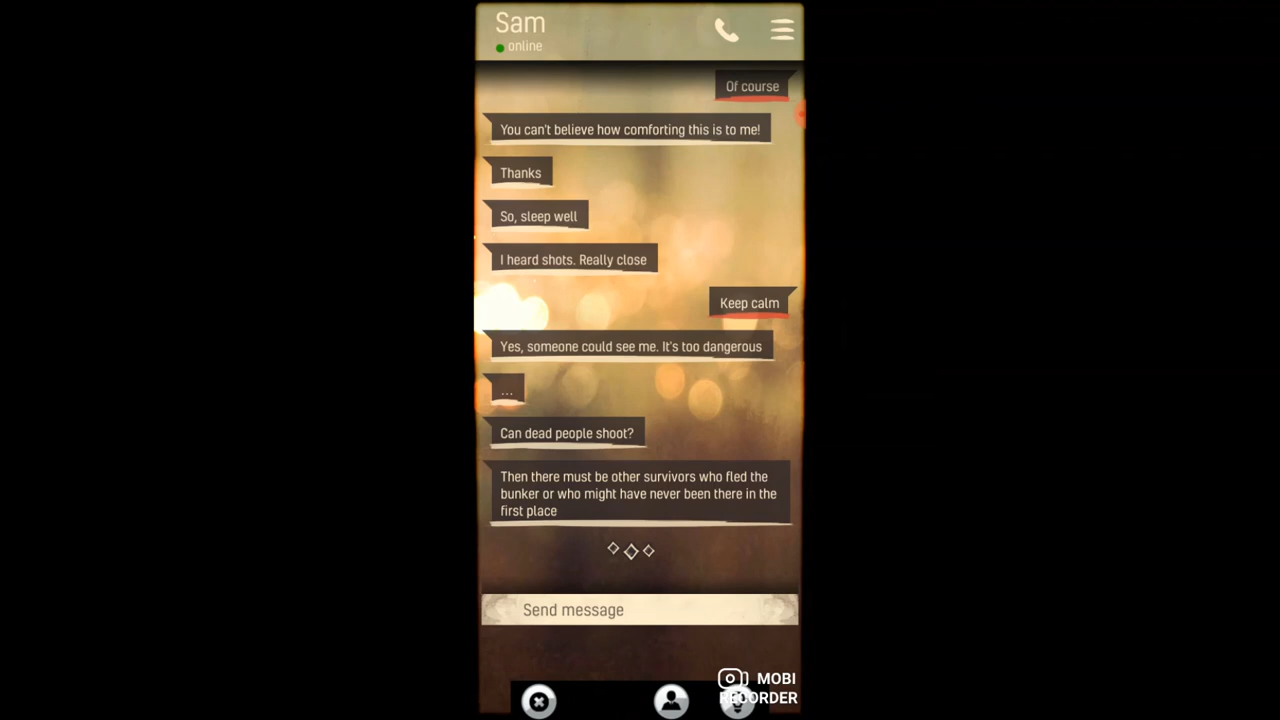 Sam
online
Of course
You can't believe how comforting this is to me!
Thanks
So, sleep well
I heard shots. Really close
Keep calm
Yes, someone could see me. It's too dangerous
...
Can dead people shoot?
Then there must be other survivors who fled the
bunker or who might have never been there in the
first place
Send message
MOBI
RECORDER